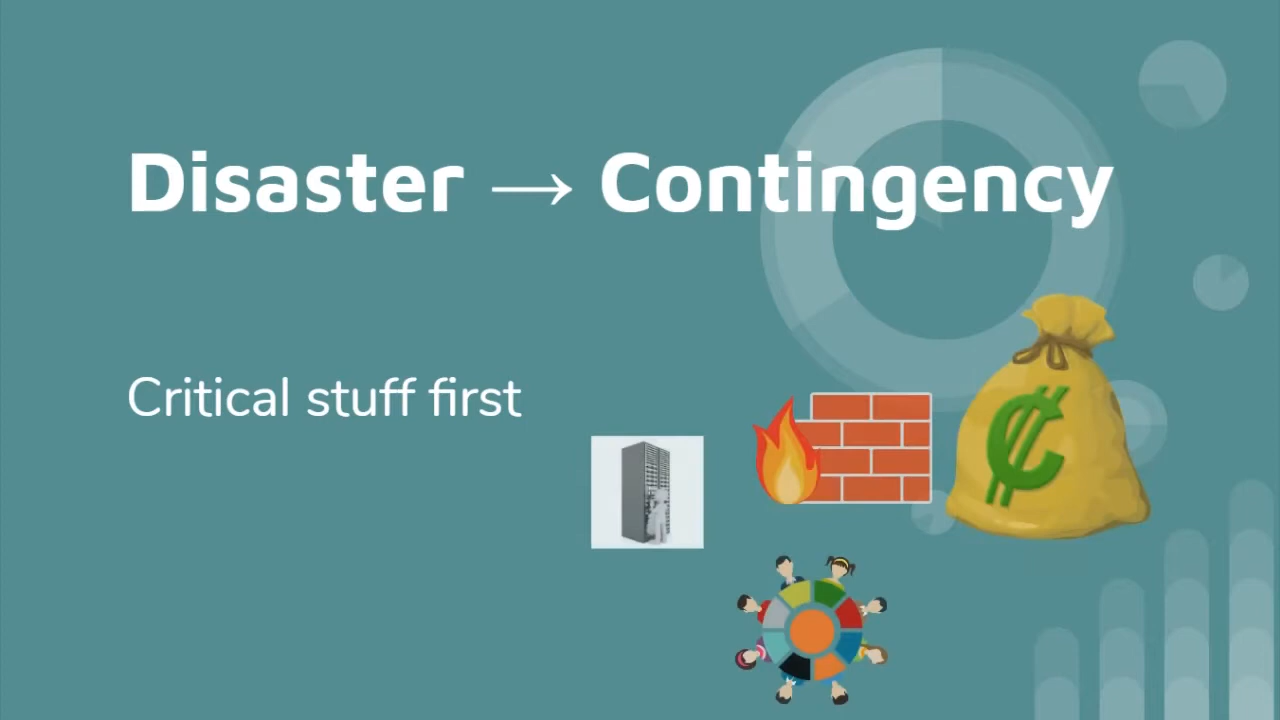 Disaster → Contingency
Critical stuff first
₡